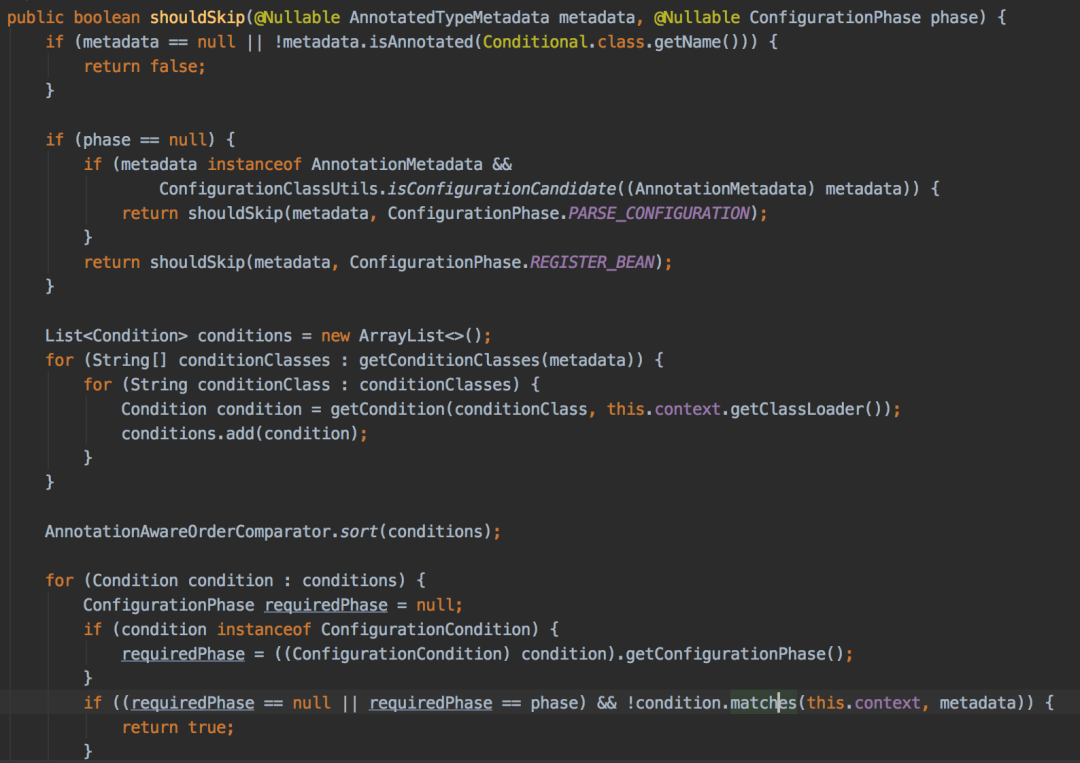 public boolean shouldSkip(@Nullable AnnotatedTypeMetadata metadata, @Nullable ConfigurationPhase phase) {
    if (metadata == null || !metadata.isAnnotated(Conditional.class.getName())) {
        return false;
    }

    if (phase == null) {
        if (metadata instanceof AnnotationMetadata &&
                ConfigurationClassUtils.isConfigurationCandidate((AnnotationMetadata) metadata)) {
            return shouldSkip(metadata, ConfigurationPhase.PARSE_CONFIGURATION);
        }
        return shouldSkip(metadata, ConfigurationPhase.REGISTER_BEAN);
    }

    List<Condition> conditions = new ArrayList<>();
    for (String[] conditionClasses : getConditionClasses(metadata)) {
        for (String conditionClass : conditionClasses) {
            Condition condition = getCondition(conditionClass, this.context.getClassLoader());
            conditions.add(condition);
        }
    }

    AnnotationAwareOrderComparator.sort(conditions);

    for (Condition condition : conditions) {
        ConfigurationPhase requiredPhase = null;
        if (condition instanceof ConfigurationCondition) {
            requiredPhase = ((ConfigurationCondition) condition).getConfigurationPhase();
        }
        if ((requiredPhase == null || requiredPhase == phase) && !condition.matches(this.context, metadata)) {
            return true;
        }